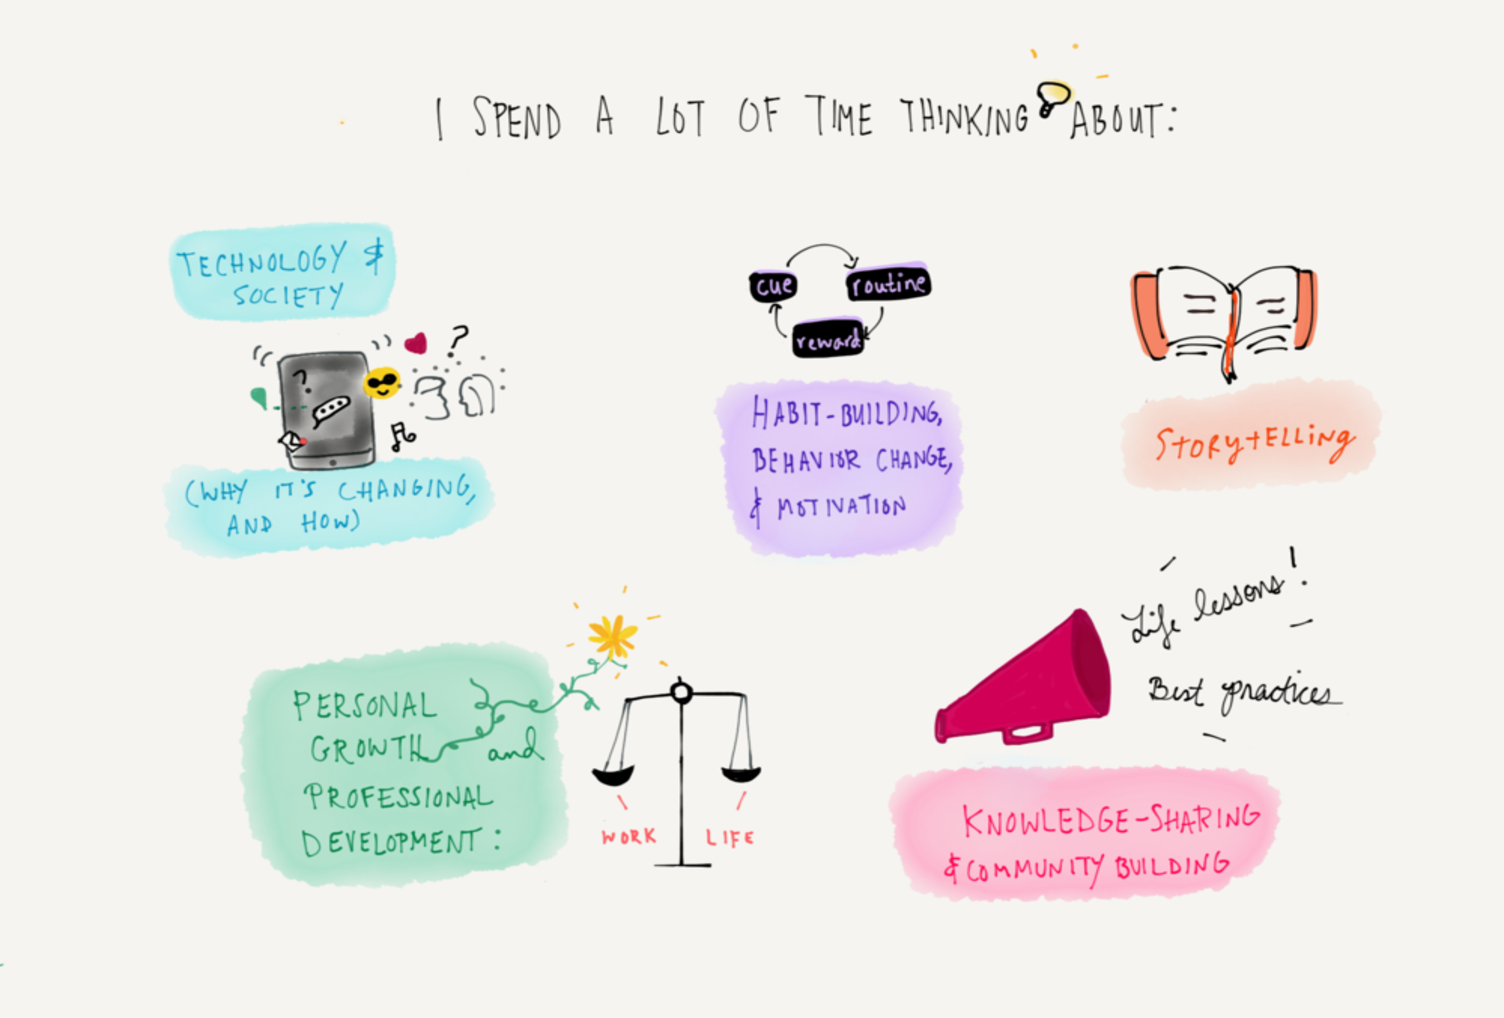 I SPEND A LOT OF TIME THINKING ABOUT:
TECHNOLOGY &
SOCIETY
?
?
(WHY IT'S CHANGING,
AND HOW)
cue
routine
reward
HABIT-BUILDING,
BEHAVIOR CHANGE,
& MOTIVATION
STORYTELLING
PERSONAL
GROWTH and
PROFESSIONAL
DEVELOPMENT:
WORK
LIFE
Life lessons!
Best practices
KNOWLEDGE-SHARING
& COMMUNITY BUILDING